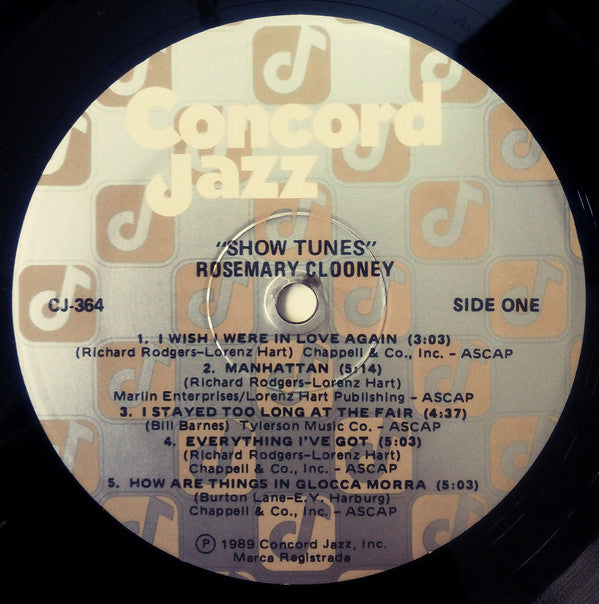 Concord
Jazz
"SHOW TUNES"
ROSEMARY CLOONEY
CJ-364
SIDE ONE
1. I WISH I WERE IN LOVE AGAIN (3:03)
(Richard Rodgers–Lorenz Hart) Chappell & Co., Inc. – ASCAP
2. MANHATTAN (5:14)
(Richard Rodgers–Lorenz Hart)
Marlin Enterprises/Lorenz Hart Publishing – ASCAP
3. I STAYED TOO LONG AT THE FAIR (4:37)
(Bill Barnes) Tylerson Music Co. – ASCAP
4. EVERYTHING I'VE GOT (5:03)
(Richard Rodgers–Lorenz Hart)
Chappell & Co., Inc. – ASCAP
5. HOW ARE THINGS IN GLOCCA MORRA (5:03)
(Burton Lane–E.Y. Harburg)
Chappell & Co., Inc. – ASCAP
℗ 1989 Concord Jazz, Inc.
Marca Registrada